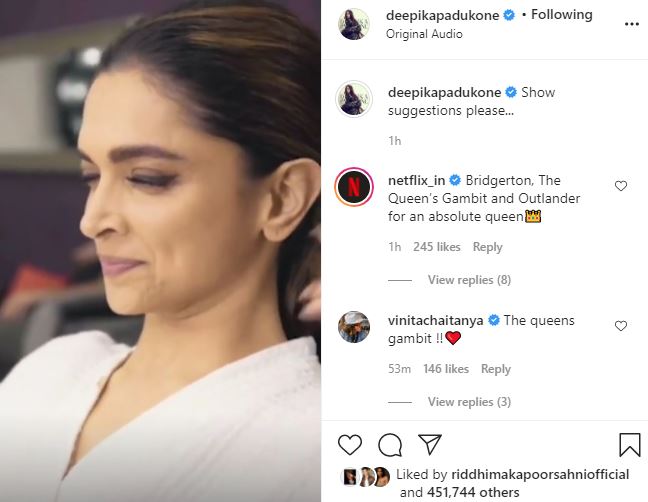 deepikapadukone • Following
Original Audio
deepikapadukone Show
suggestions please...
1h
netflix_in Bridgerton, The
Queen's Gambit and Outlander
for an absolute queen👑
1h 245 likes Reply
View replies (8)
vinitachaitanya The queens
gambit !!❤️
53m 146 likes Reply
View replies (3)
Liked by riddhimakapoorsahniofficial
and 451,744 others